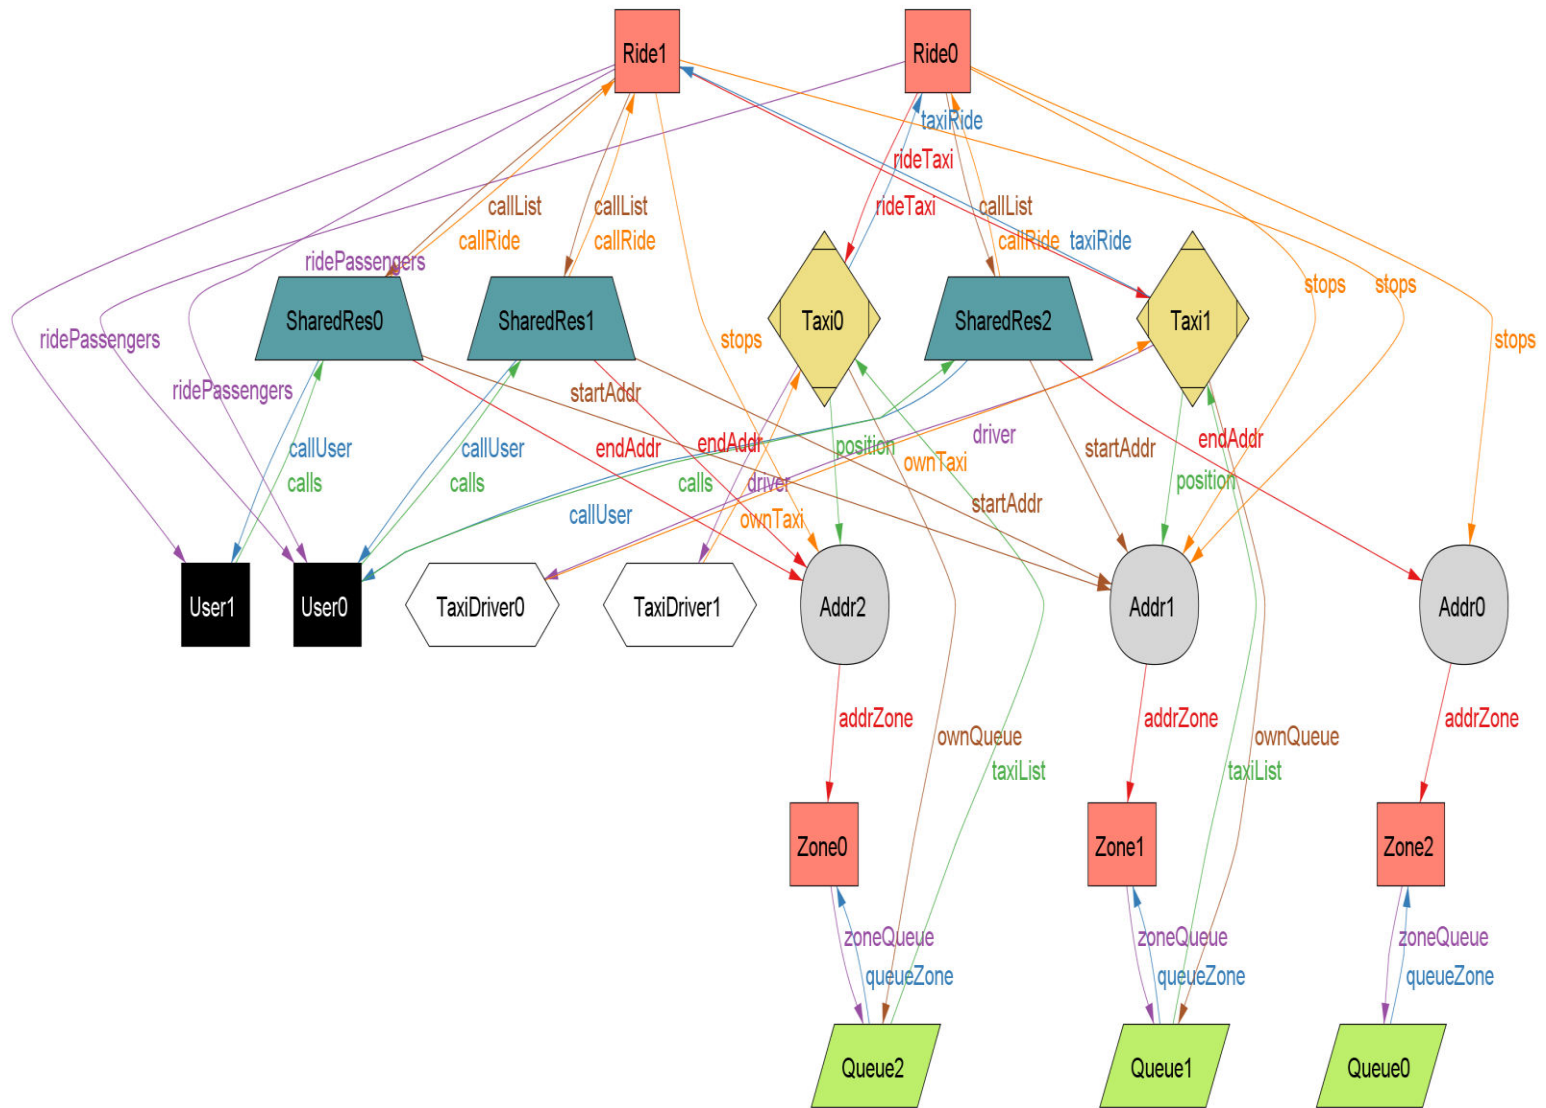 Ride1
Ride0
taxiRide
rideTaxi
callList
callList
rideTaxi
callList
callRide
callRide
callRide
taxiRide
ridePassengers
stops
stops
SharedRes0
SharedRes1
Taxi0
SharedRes2
Taxi1
ridePassengers
stops
stops
ridePassengers
startAddr
callUser
callUser
endAddr
endAddr
position
driver
ownTaxi
startAddr
endAddr
calls
calls
calls
driver
position
callUser
ownTaxi
startAddr
User1
User0
TaxiDriver0
TaxiDriver1
Addr2
Addr1
Addr0
addrZone
addrZone
addrZone
ownQueue
ownQueue
taxiList
taxiList
Zone0
Zone1
Zone2
zoneQueue
zoneQueue
zoneQueue
queueZone
queueZone
queueZone
Queue2
Queue1
Queue0